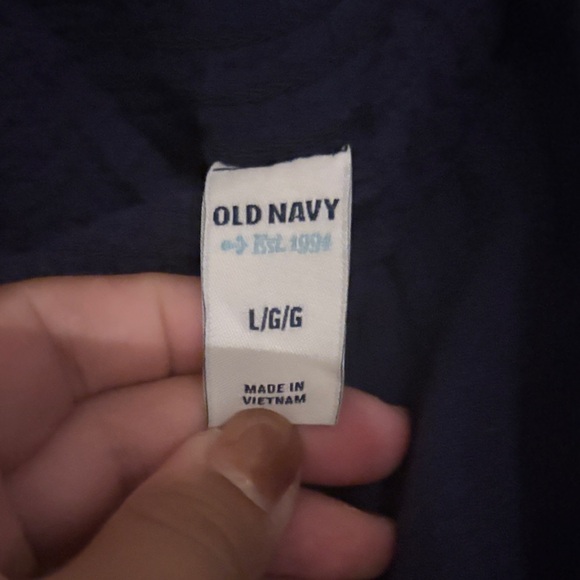 OLD NAVY
Est. 1994
L/G/G
MADE IN
VIETNAM